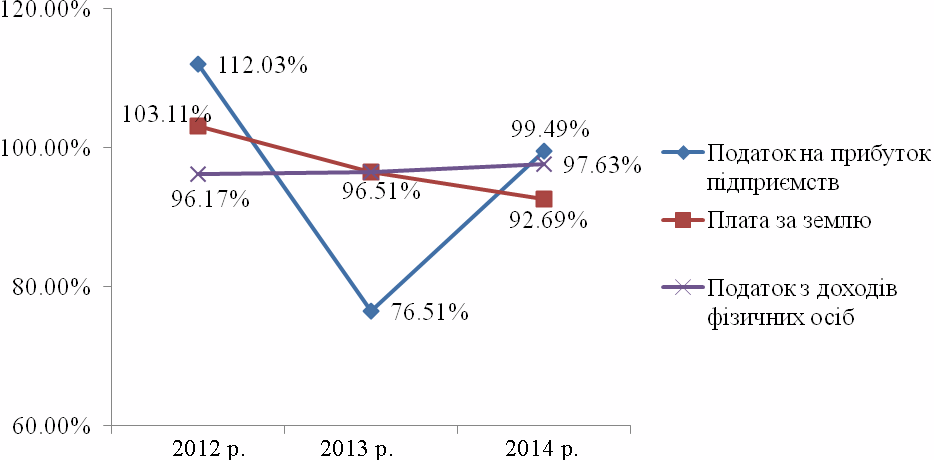 120.00%
112.03%
103.11%
99.49%
100.00%
97.63%
96.17%
96.51%
92.69%
80.00%
76.51%
60.00%
2012 р.
2013 р.
2014 р.
Податок на прибуток
підприємств
Плата за землю
Податок з доходів
фізичних осіб